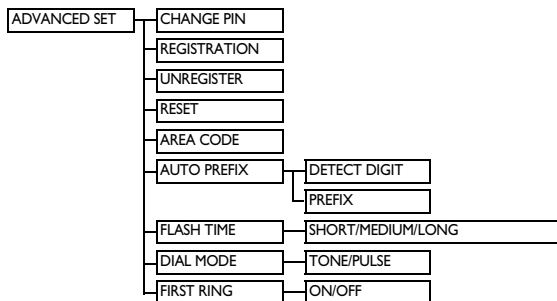 ADVANCED SET
CHANGE PIN
REGISTRATION
UNREGISTER
RESET
AREA CODE
AUTO PREFIX
DETECT DIGIT
PREFIX
FLASH TIME
SHORT/MEDIUM/LONG
DIAL MODE
TONE/PULSE
FIRST RING
ON/OFF